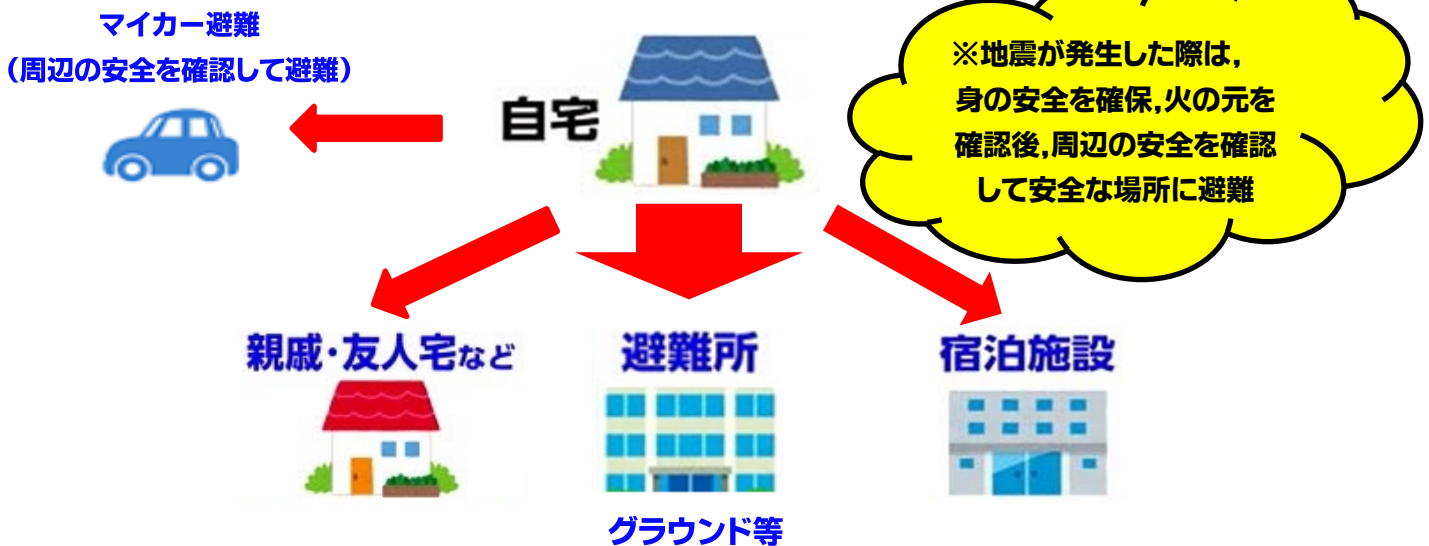 マイカー避難
（周辺の安全を確認して避難）
自宅
※地震が発生した際は,
身の安全を確保,火の元を
確認後,周辺の安全を確認
して安全な場所に避難
親戚・友人宅など
避難所
宿泊施設
グラウンド等